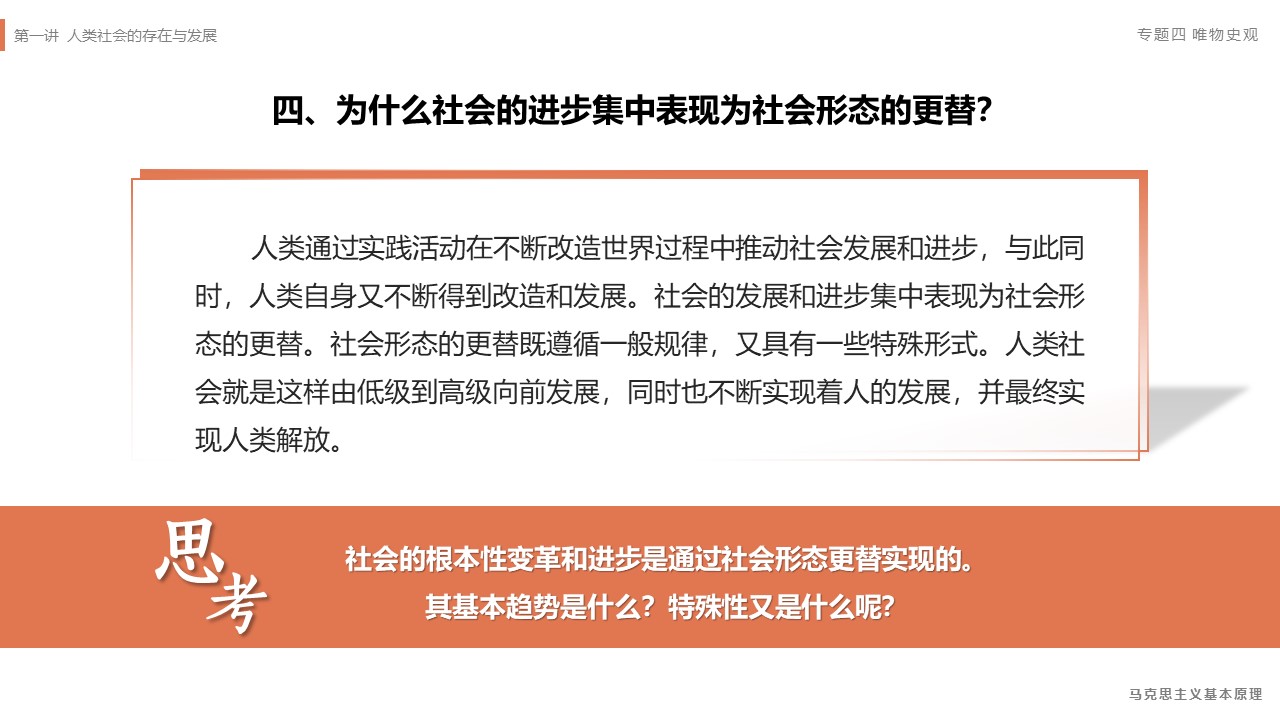 第一讲 人类社会的存在与发展
专题四 唯物史观
四、为什么社会的进步集中表现为社会形态的更替？
人类通过实践活动在不断改造世界过程中推动社会发展和进步，与此同
时，人类自身又不断得到改造和发展。社会的发展和进步集中表现为社会形
态的更替。社会形态的更替既遵循一般规律，又具有一些特殊形式。人类社
会就是这样由低级到高级向前发展，同时也不断实现着人的发展，并最终实
现人类解放。
思考
社会的根本性变革和进步是通过社会形态更替实现的。
其基本趋势是什么？特殊性又是什么呢？
马克思主义基本原理